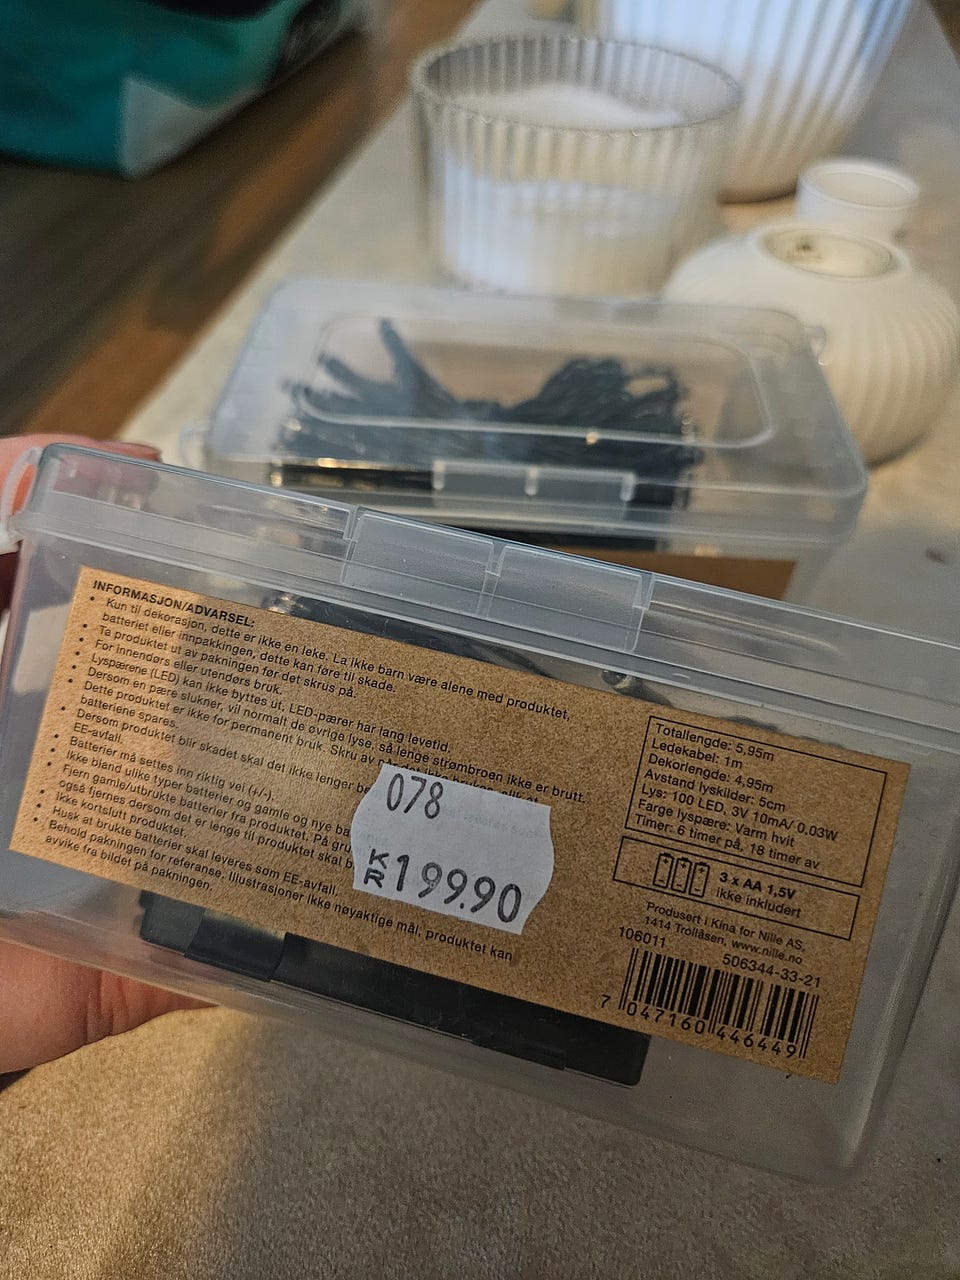 INFORMASJON/ADVARSEL:
• Kun til dekorasjon, dette er ikke en leke. La ikke barn være alene med produktet,
batteriet eller innpakkingen, dette kan føre til skade.
• Ta produktet ut av pakningen før det skrus på.
• For innendørs eller utendørs bruk.
• Lyspærene (LED) kan ikke byttes ut, LED-pærer har lang levetid.
• Dersom en pære slukner, vil normalt de øvrige lyse, så lenge strømbroen ikke er brutt.
• Dette produktet er ikke for permanent bruk. Skru av når det ikke brukes, slik at
batteriene spares.
• Dersom produktet blir skadet skal det ikke lenger
EE-avfall.
• Batterier må settes inn riktig vei (+/-).
• Ikke bland ulike typer batterier og gamle og nye
• Fjern gamle/utbrukte batterier fra produktet. På
også fjernes dersom det er lenge til produktet skal
• Ikke kortslutt produktet.
• Husk at brukte batterier skal leveres som EE-avfall.
• Behold pakningen for referanse. Illustrasjoner ikke nøyaktige mål, produktet kan
avvike fra bildet på pakningen.
078
KR 199.90
Totallengde: 5,95m
Ledekabel: 1m
Dekorlengde: 4,95m
Avstand lyskilder: 5cm
Lys: 100 LED, 3V 10mA/ 0.03W
Farge lyspære: Varm hvit
Timer: 6 timer på, 18 timer av
3 x AA 1,5V
ikke inkludert
Produsert i Kina for Nille AS,
1414 Trollåsen, www.nille.no
106011
506344-33-21
7 047160 446449